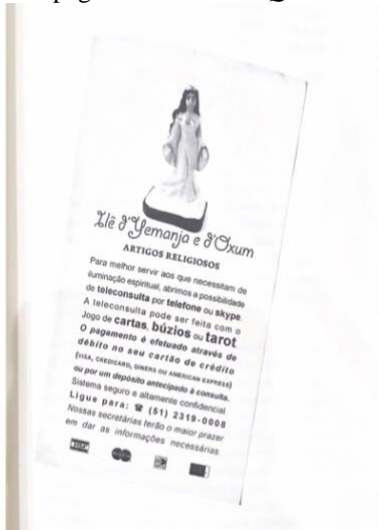 Ilê d'Yemanja e d'Oxum
ARTIGOS RELIGIOSOS
Para melhor servir aos que necessitam de
iluminação espiritual, abrimos a possibilidade
de teleconsulta por telefone ou skype.
A teleconsulta pode ser feita com o
Jogo de cartas, búzios ou tarot
O pagamento é efetuado através de
débito no seu cartão de crédito
(VISA, CREDICARD, DINERS OU AMERICAN EXPRESS)
ou por um depósito antecipado à consulta.
Sistema seguro e altamente confidencial.
Ligue para: ☎ (51) 2319-0008
Nossas secretárias terão o maior prazer
em dar as informações necessárias.